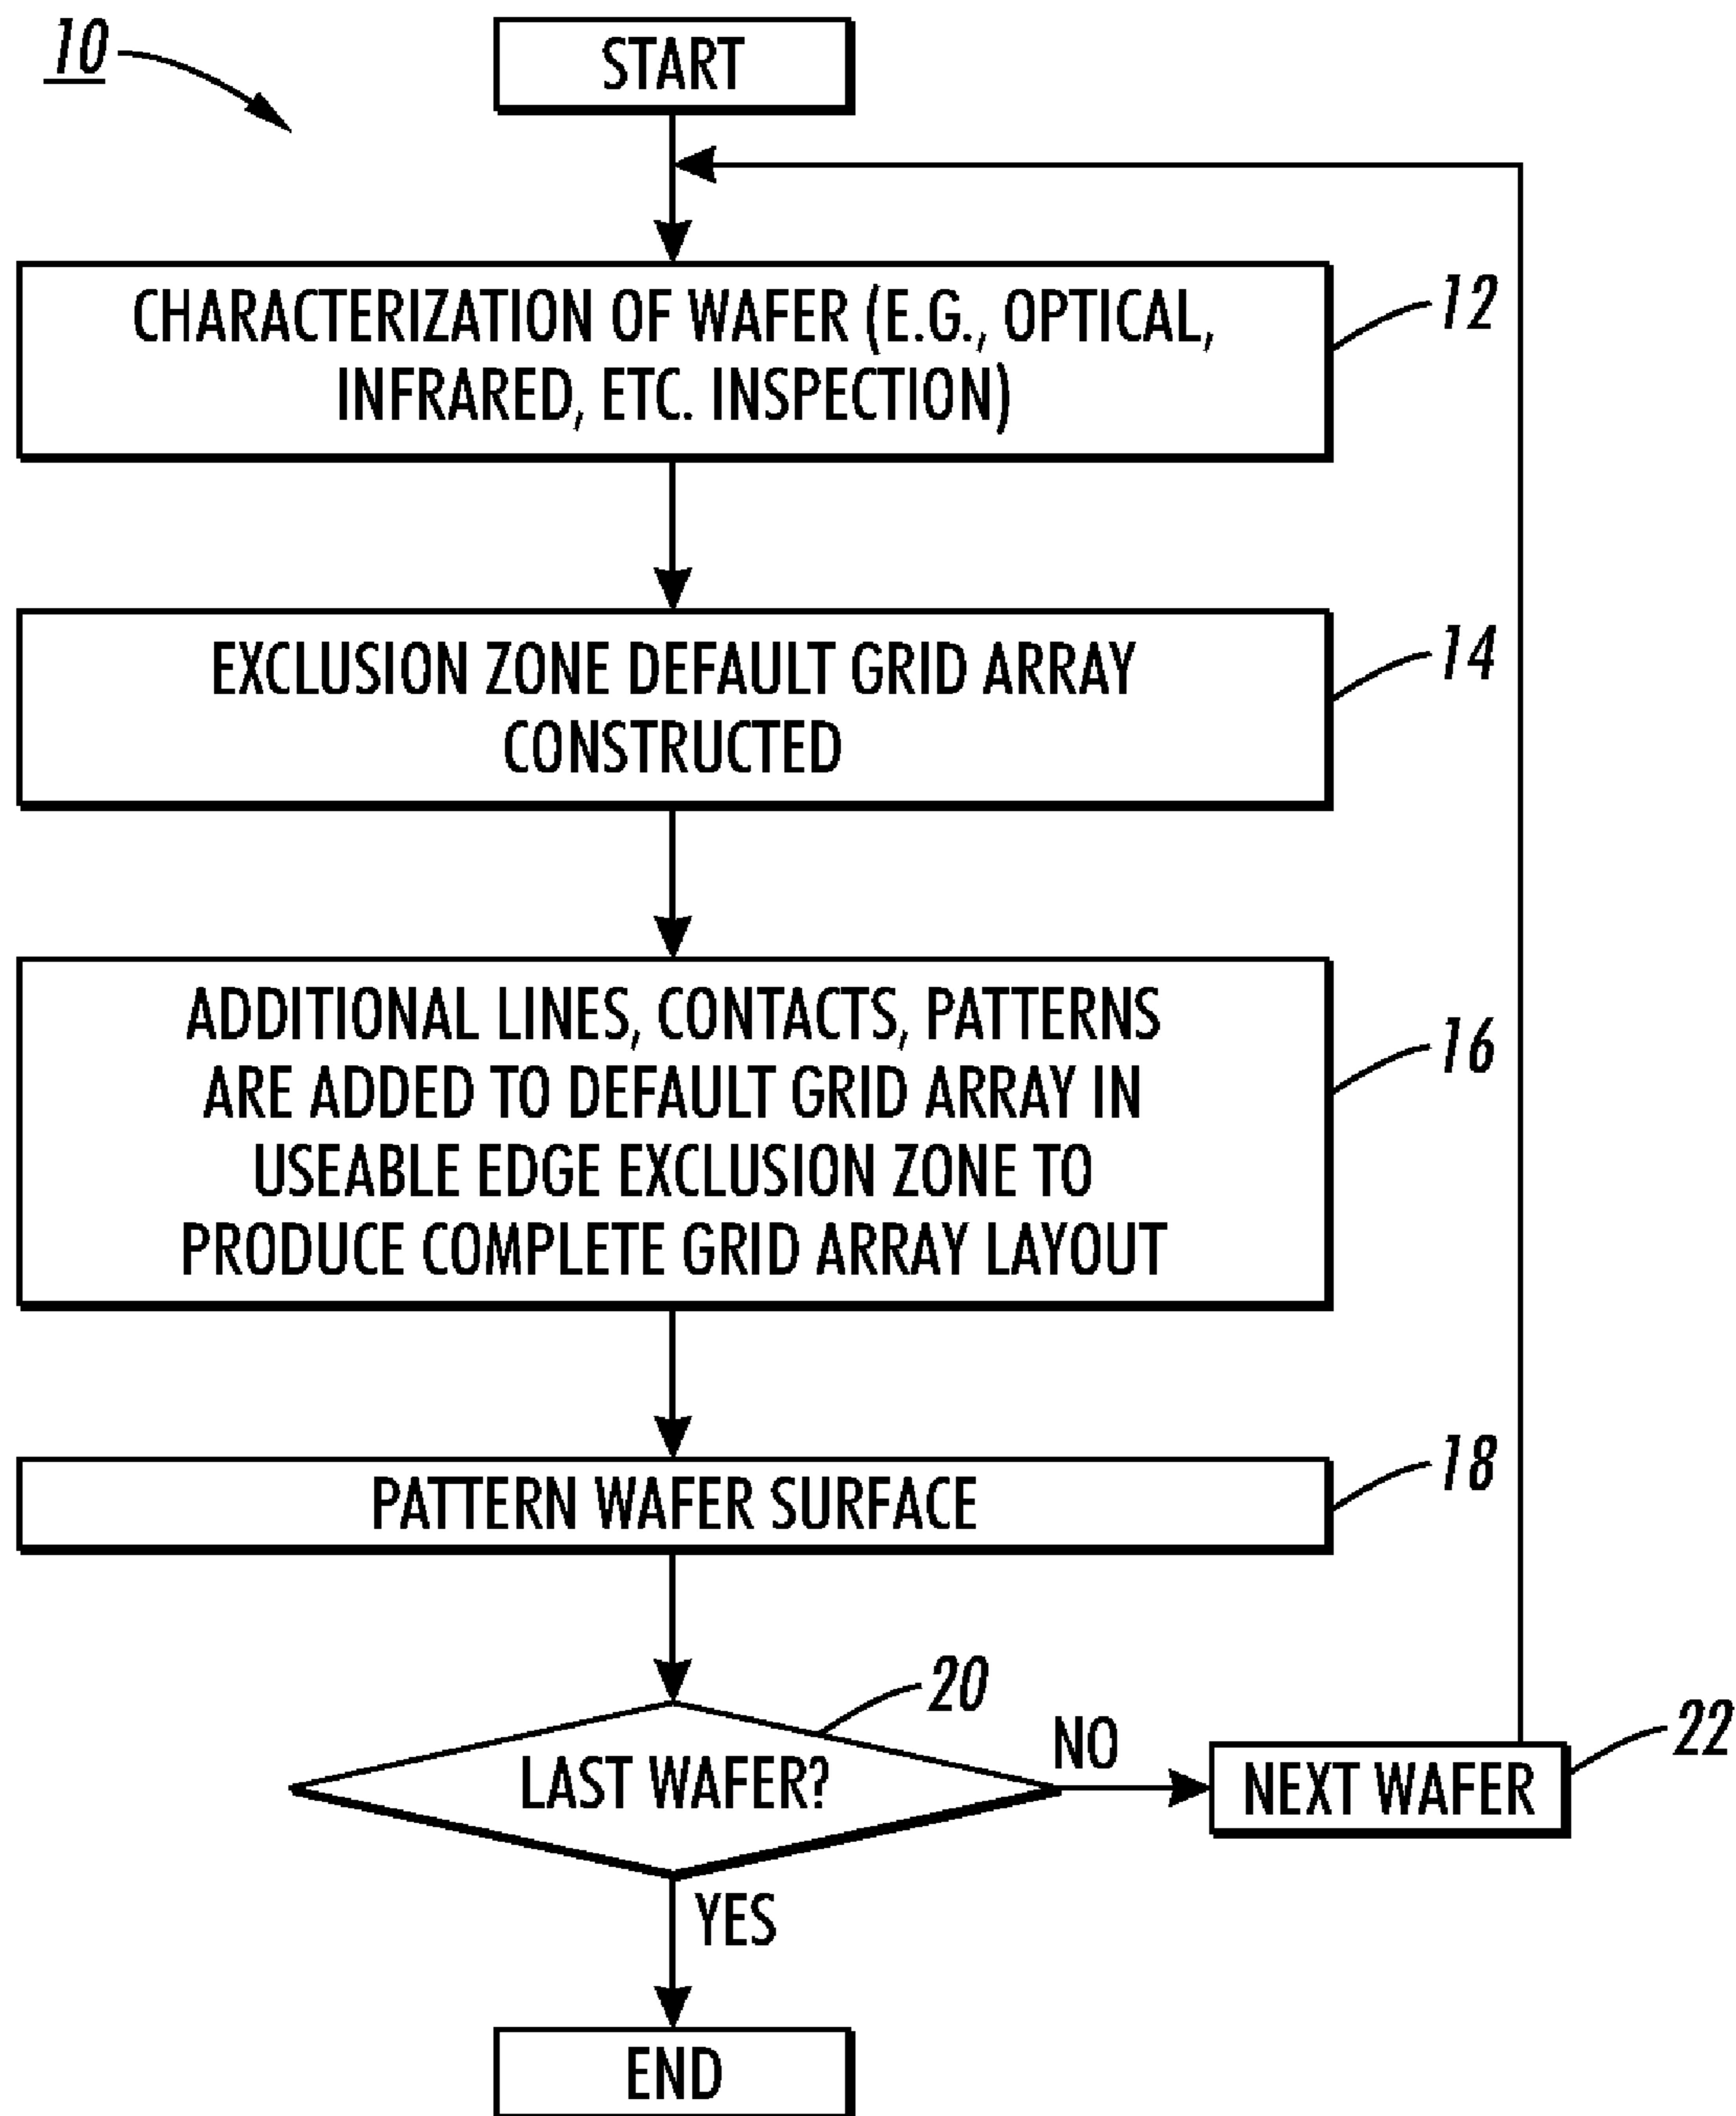 10
START
CHARACTERIZATION OF WAFER (E.G., OPTICAL,
INFRARED, ETC. INSPECTION)
12
EXCLUSION ZONE DEFAULT GRID ARRAY
CONSTRUCTED
14
ADDITIONAL LINES, CONTACTS, PATTERNS
ARE ADDED TO DEFAULT GRID ARRAY IN
USEABLE EDGE EXCLUSION ZONE TO
PRODUCE COMPLETE GRID ARRAY LAYOUT
16
PATTERN WAFER SURFACE
18
LAST WAFER?
20
NO
NEXT WAFER
22
YES
END